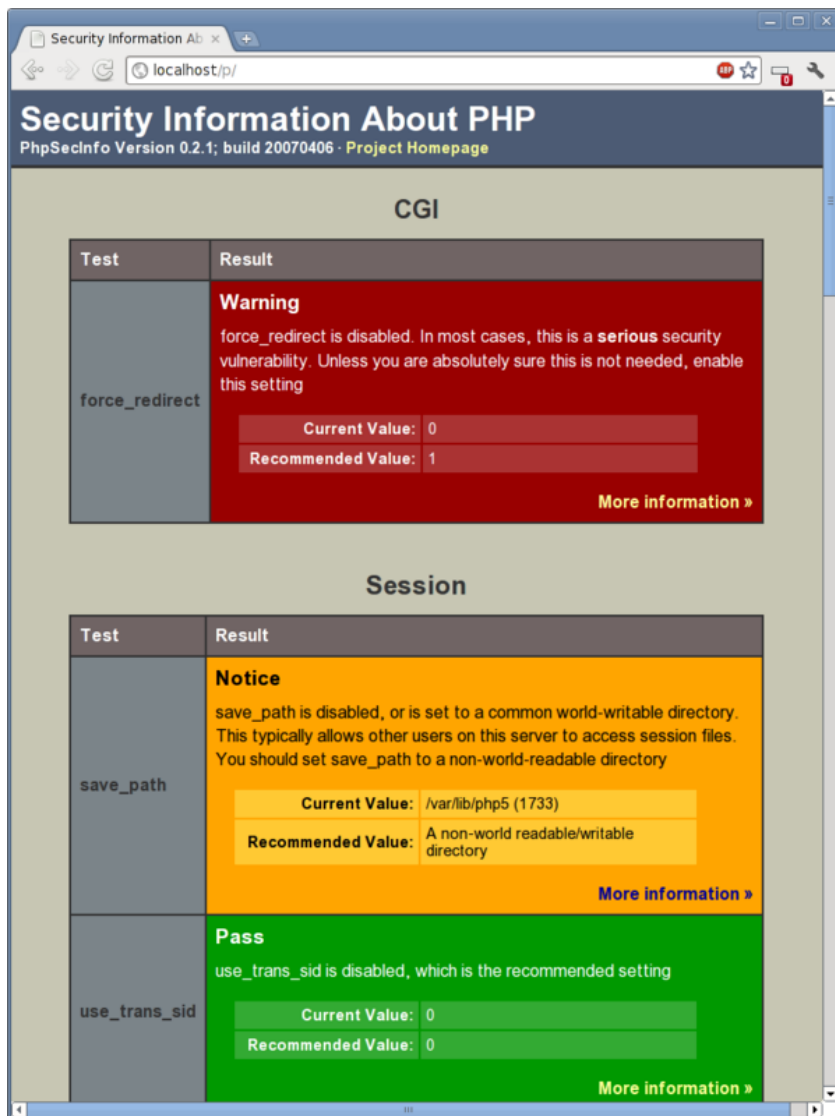 Security Information Ab
localhost/p/
ABP
0
Security Information About PHP
PhpSecInfo Version 0.2.1; build 20070406 · Project Homepage
CGI
Test Result
force_redirect
Warning
force_redirect is disabled. In most cases, this is a serious security
vulnerability. Unless you are absolutely sure this is not needed, enable
this setting
Current Value: 0
Recommended Value: 1
More information »
Session
Test Result
save_path
Notice
save_path is disabled, or is set to a common world-writable directory.
This typically allows other users on this server to access session files.
You should set save_path to a non-world-readable directory
Current Value: /var/lib/php5 (1733)
Recommended Value: A non-world readable/writable
directory
More information »
use_trans_sid
Pass
use_trans_sid is disabled, which is the recommended setting
Current Value: 0
Recommended Value: 0
More information »